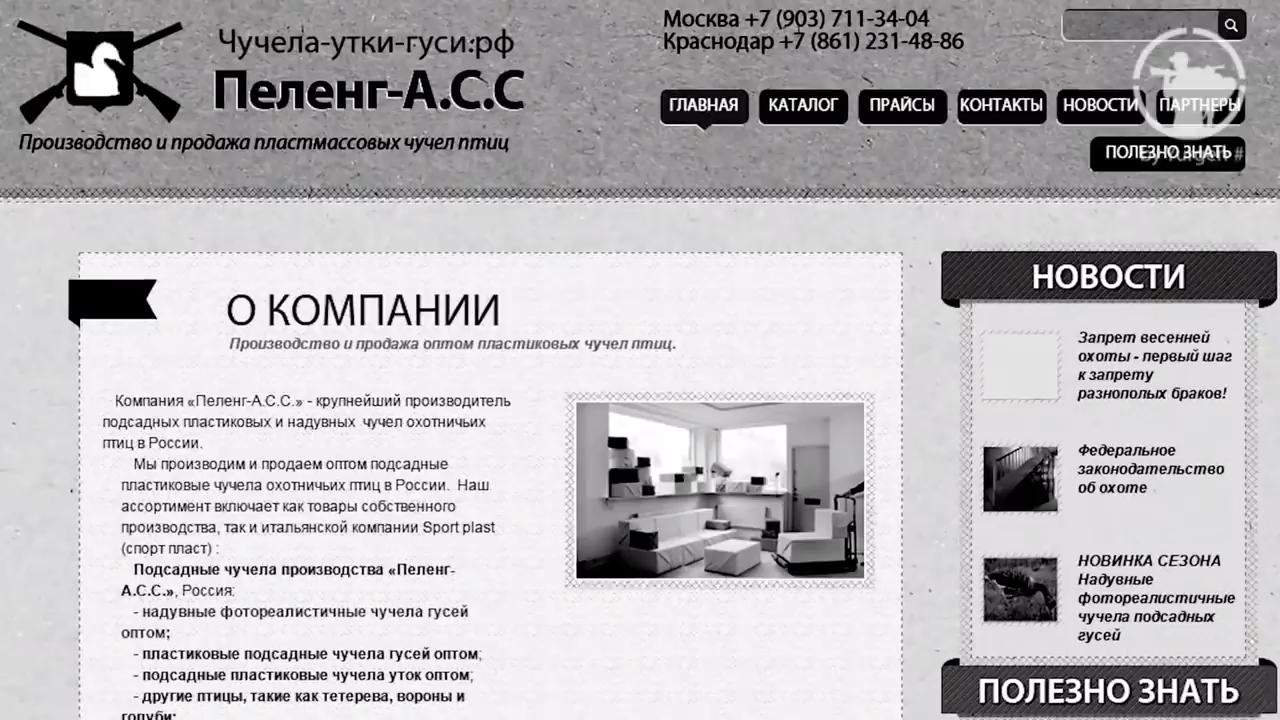 Чучела-утки-гуси.рф
Пеленг-А.С.С
Производство и продажа пластмассовых чучел птиц
Москва +7 (903) 711-34-04
Краснодар +7 (861) 231-48-86
ГЛАВНАЯ КАТАЛОГ ПРАЙСЫ КОНТАКТЫ НОВОСТИ ПАРТНЕРЫ
ПОЛЕЗНО ЗНАТЬ
О КОМПАНИИ
Производство и продажа оптом пластиковых чучел птиц.
Компания «Пеленг-А.С.С.» - крупнейший производитель
подсадных пластиковых и надувных чучел охотничьих
птиц в России.
Мы производим и продаем оптом подсадные
пластиковые чучела охотничьих птиц в России. Наш
ассортимент включает как товары собственного
производства, так и итальянской компании Sport plast
(спорт пласт) :
Подсадные чучела производства «Пеленг-
А.С.С.», Россия:
- надувные фотореалистичные чучела гусей
оптом;
- пластиковые подсадные чучела гусей оптом;
- подсадные пластиковые чучела уток оптом;
- другие птицы, такие как тетерева, вороны и
голуби;
НОВОСТИ
Запрет весенней
охоты - первый шаг
к запрету
разнополых браков!
Федеральное
законодательство
об охоте
НОВИНКА СЕЗОНА
Надувные
фотореалистичные
чучела подсадных
гусей
ПОЛЕЗНО ЗНАТЬ